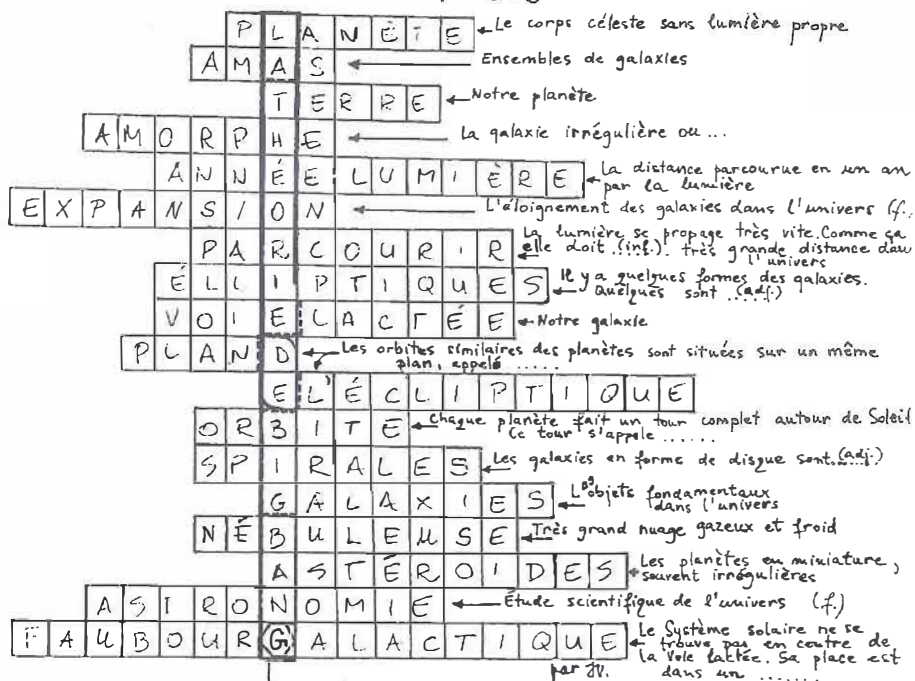 PLANÈTE Le corps céleste sans lumière propre
AMAS Ensembles de galaxies
TERRE Notre planète
AMORPHE La galaxie irrégulière ou ...
ANNÉE LUMIÈRE La distance parcourue en un an
par la lumière
EXPANSION L'éloignement des galaxies dans l'univers (f.
PARCOURIR La lumière se propage très vite. Comme ça
elle doit ..(inf.). très grande distance dans
l'univers
ÉLLIPTIQUES Il y a quelques formes des galaxies.
Quelques sont .....(adj.)
VOIE LACTÉE Notre galaxie
PLAN D Les orbites similaires des planètes sont situées sur un même
plan, appelé .....
E L'ÉCLIPTIQUE
ORBITE Chaque planète fait un tour complet autour de Soleil
Ce tour s'appele ......
SPIRALES Les galaxies en forme de disque sont..(adj.)
GALAXIES Les objets fondamentaux
dans l'univers
NÉBULEUSE Très grand nuage gazeux et froid
ASTÉROIDES Les planètes en miniature,
souvent irrégulières
ASTRONOMIE Étude scientifique de l'univers (f.)
FAUBOURG GALACTIQUE Le Système solaire ne se
trouve pas en centre de
la Voie lactée. Sa place est
dans un .......
par JV.